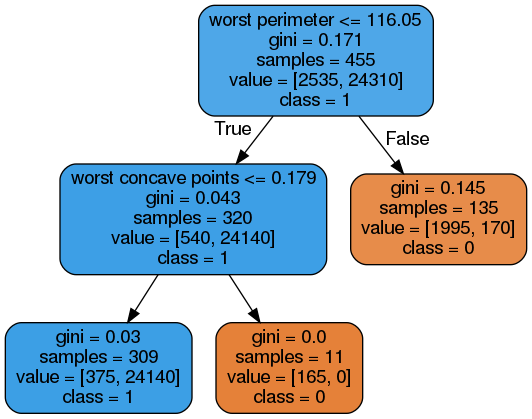 worst perimeter <= 116.05
gini = 0.171
samples = 455
value = [2535, 24310]
class = 1
True
False
worst concave points <= 0.179
gini = 0.043
samples = 320
value = [540, 24140]
class = 1
gini = 0.145
samples = 135
value = [1995, 170]
class = 0
gini = 0.03
samples = 309
value = [375, 24140]
class = 1
gini = 0.0
samples = 11
value = [165, 0]
class = 0